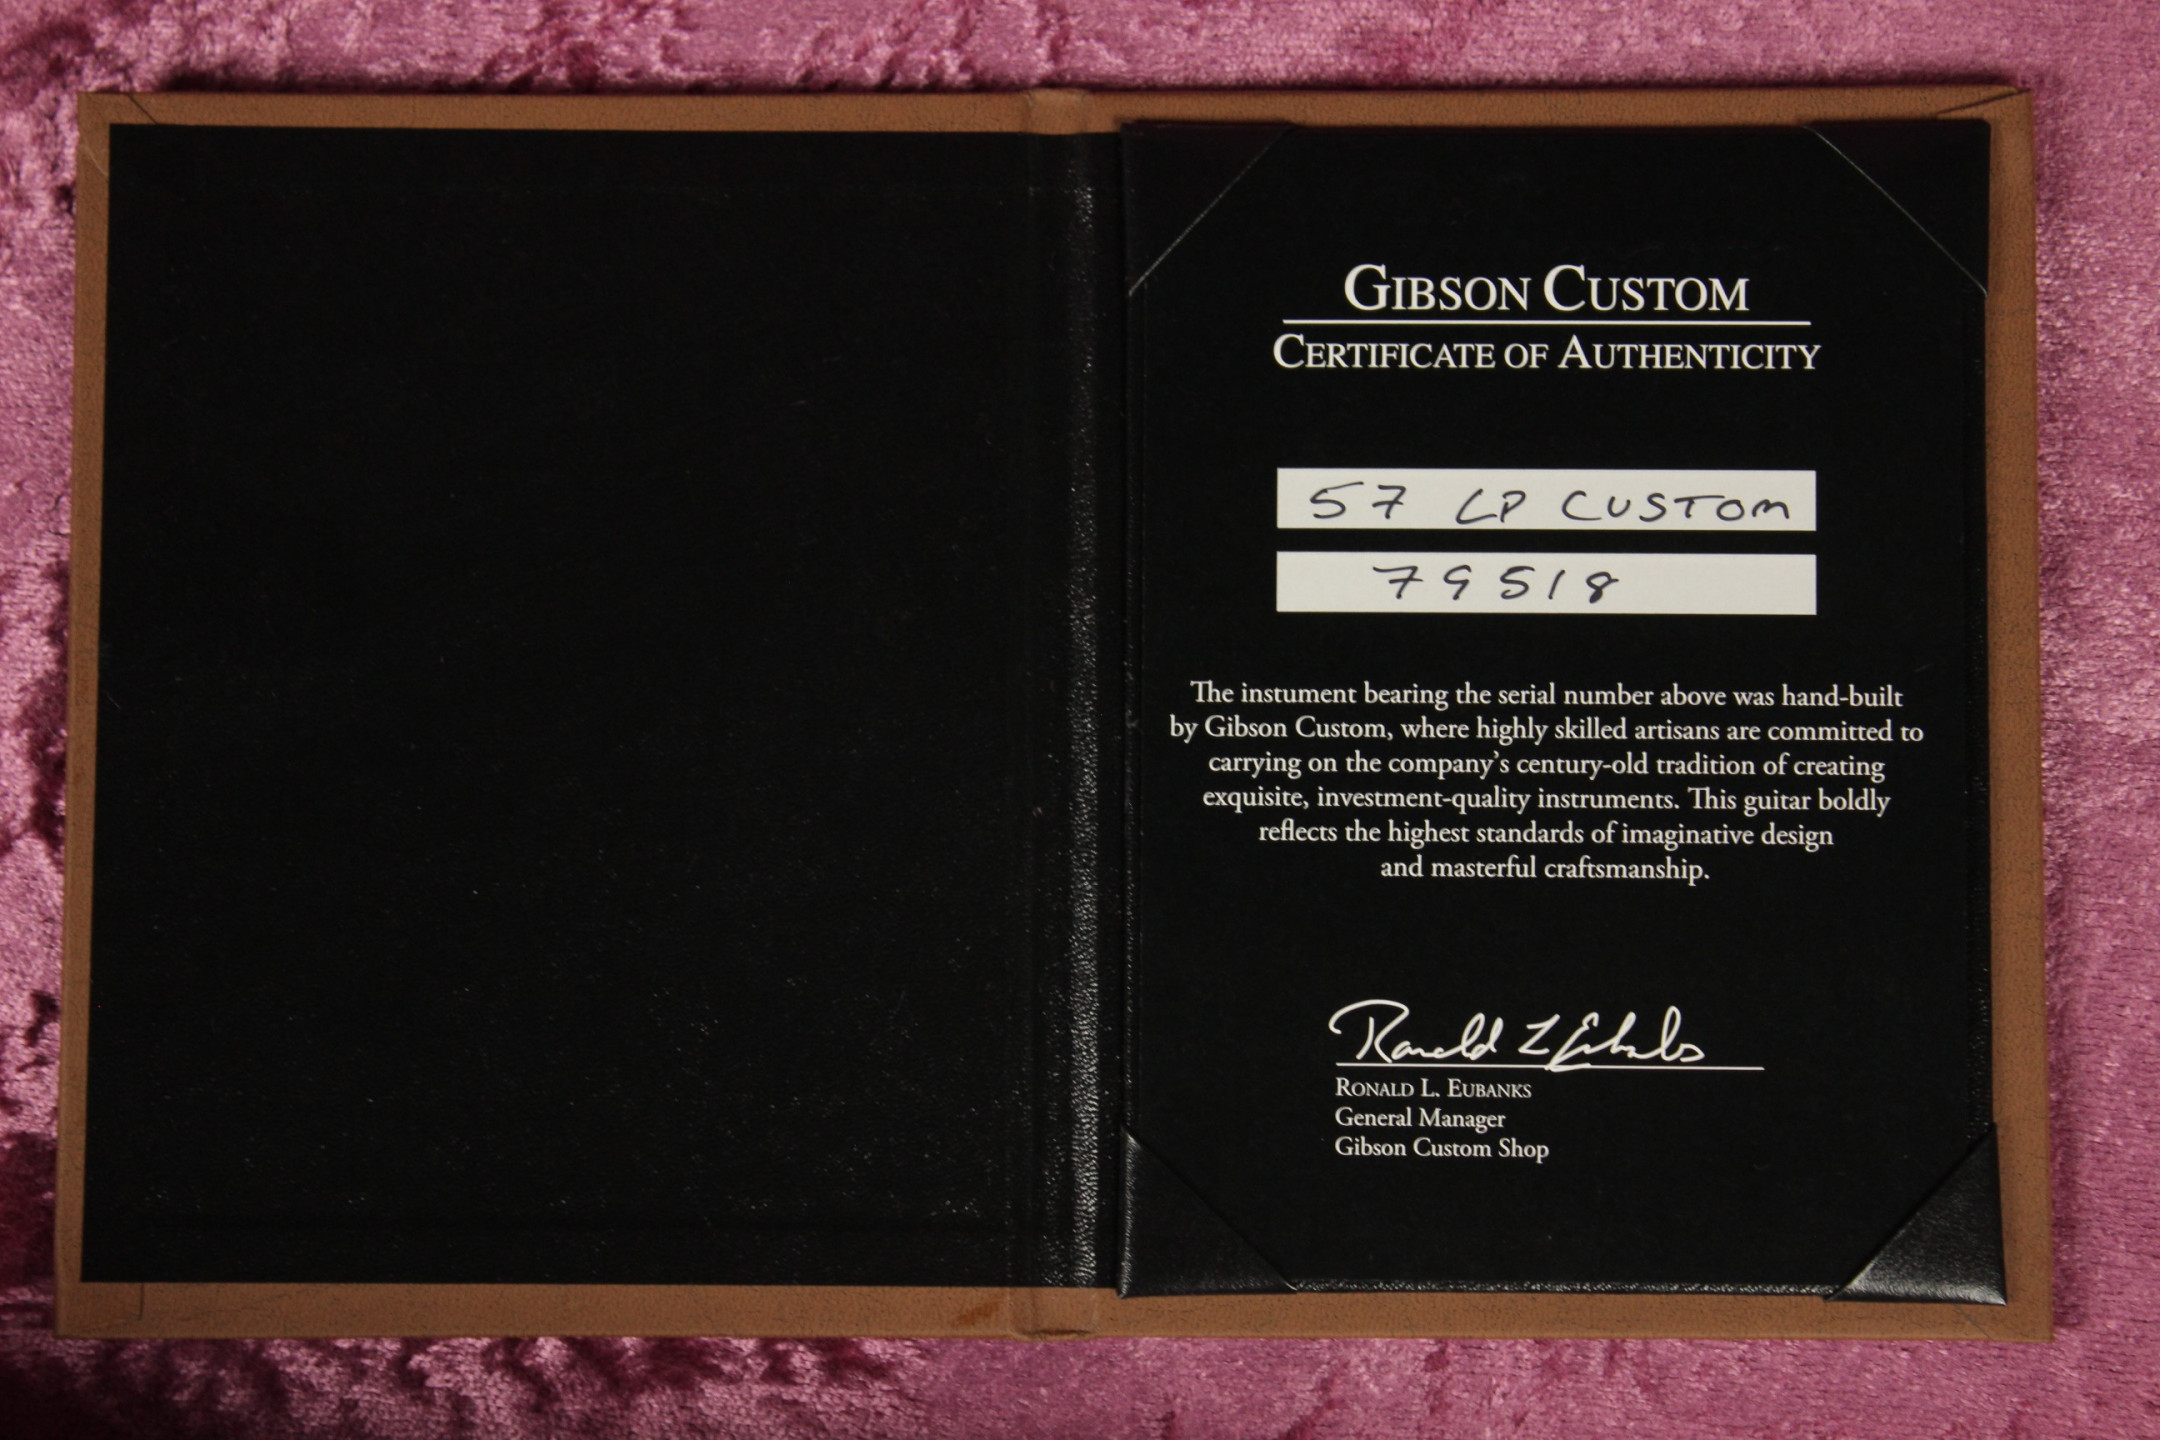 GIBSON CUSTOM
CERTIFICATE OF AUTHENTICITY
57 LP CUSTOM
79518
The instument bearing the serial number above was hand-built
by Gibson Custom, where highly skilled artisans are committed to
carrying on the company's century-old tradition of creating
exquisite, investment-quality instruments. This guitar boldly
reflects the highest standards of imaginative design
and masterful craftsmanship.
Ronald L Eubanks
RONALD L. EUBANKS
General Manager
Gibson Custom Shop